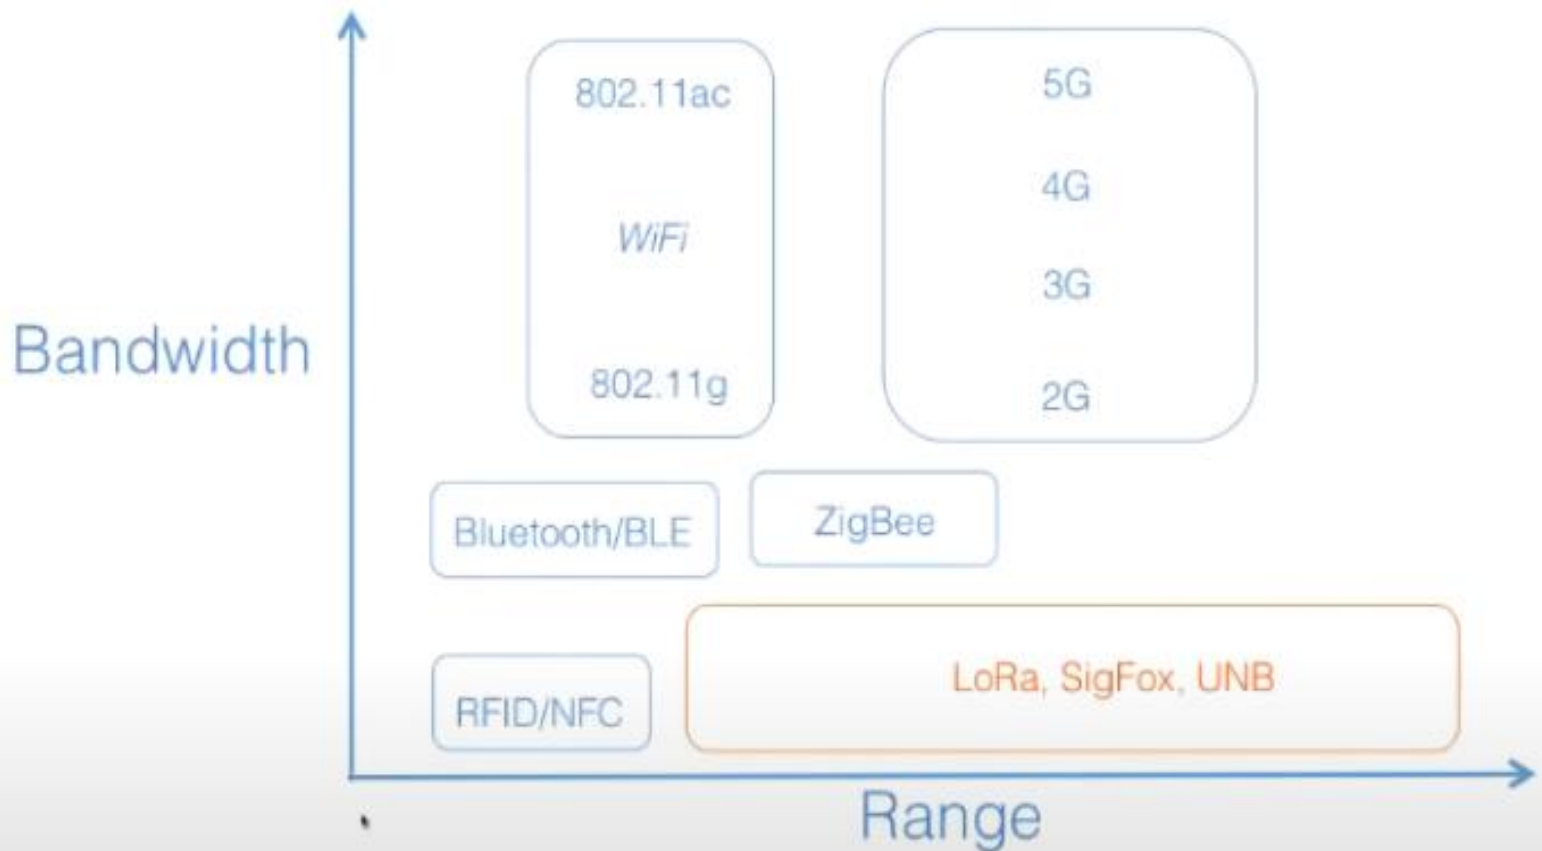 802.11ac
5G
4G
WiFi
3G
Bandwidth
802.11g
2G
Bluetooth/BLE
ZigBee
LoRa, SigFox, UNB
RFID/NFC
Range